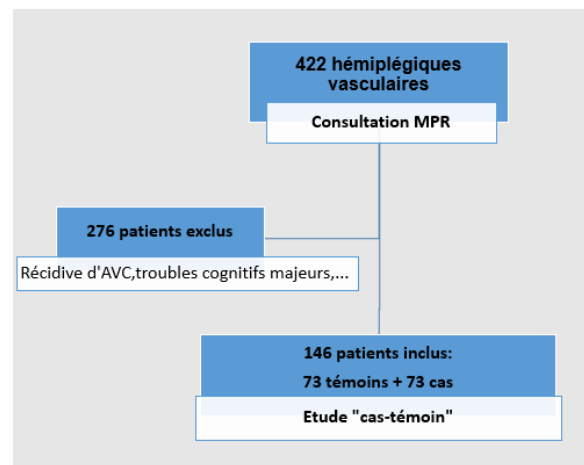 422 hémiplégiques
vasculaires
Consultation MPR
276 patients exclus
Récidive d'AVC,troubles cognitifs majeurs,...
146 patients inclus:
73 témoins + 73 cas
Etude "cas-témoin"